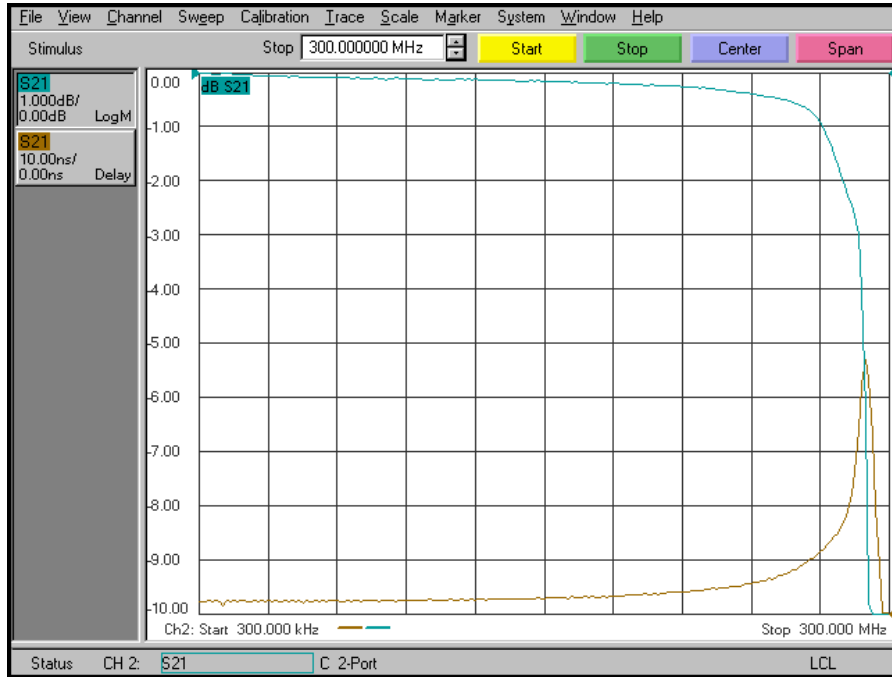 File View Channel Sweep Calibration Trace Scale Marker System Window Help
Stimulus Stop 300.000000 MHz Start Stop Center Span
S21
1.000dB/
0.00dB LogM
S21
10.00ns/
0.00ns Delay
dB S21
0.00
-1.00
-2.00
-3.00
-4.00
-5.00
-6.00
-7.00
-8.00
-9.00
-10.00
Ch2: Start 300.000 kHz Stop 300.000 MHz
Status CH 2: S21 C 2-Port LCL